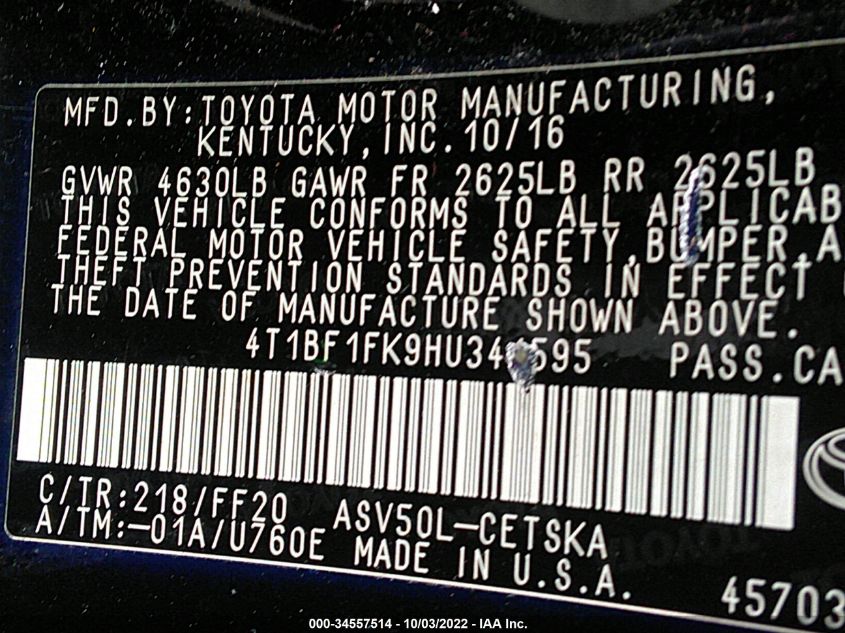 MFD.BY:TOYOTA MOTOR MANUFACTURING,
KENTUCKY,INC.10/16
GVWR 4630LB GAWR FR 2625LB RR 2625LB
THIS VEHICLE CONFORMS TO ALL APPLICAB
FEDERAL MOTOR VEHICLE SAFETY,BUMPER,A
THEFT PREVENTION STANDARDS IN EFFECT
THE DATE OF MANUFACTURE SHOWN ABOVE.
PASS.CA
C/TR:218/FF20 ASV50L-CETSKA
A/TM:-01A/U760E MADE IN U.S.A.
45703
000-34557514 - 10/03/2022 - IAA Inc.